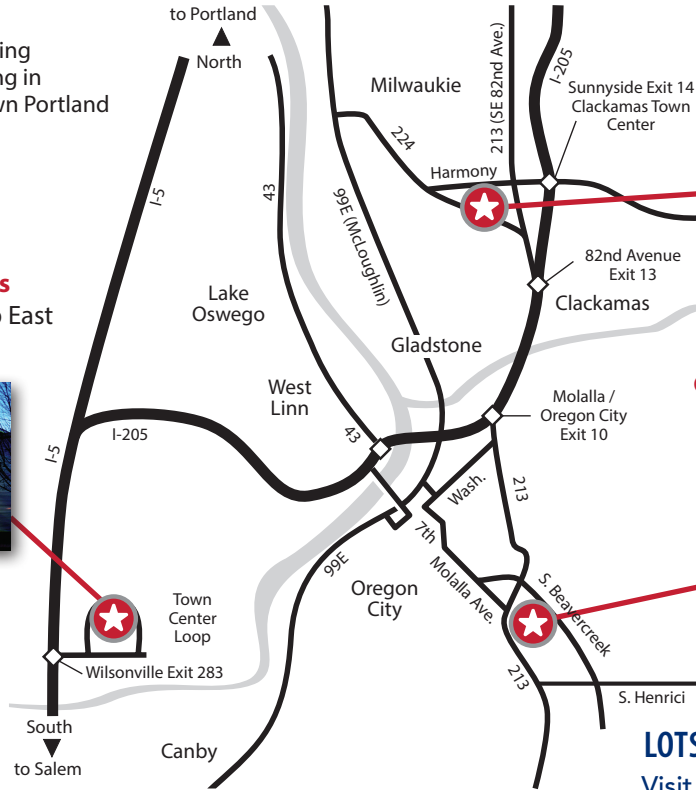 to Portland
North
ing
ng in
wn Portland
Milwaukie
213 (SE 82nd Ave.)
I-205
Sunnyside Exit 14
Clackamas Town
Center
224
Harmony
I-5
43
99E (McLoughlin)
82nd Avenue
Exit 13
Clackamas
s
East
Lake
Oswego
Gladstone
West
Linn
Molalla /
Oregon City
Exit 10
I-205
43
I-5
Wash.
213
7th
99E
Molalla Ave.
S. Beavercreek
Oregon
City
Town
Center
Loop
Wilsonville Exit 283
213
S. Henrici
South
to Salem
Canby
LOTS
Visit